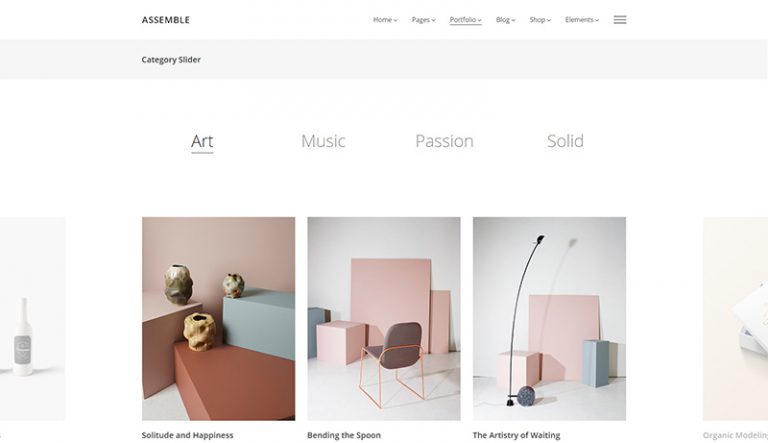 ASSEMBLE
Home Pages Portfolio Blog Shop Elements
Category Slider
Art Music Passion Solid
Solitude and Happiness Bending the Spoon The Artistry of Waiting Organic Modeling